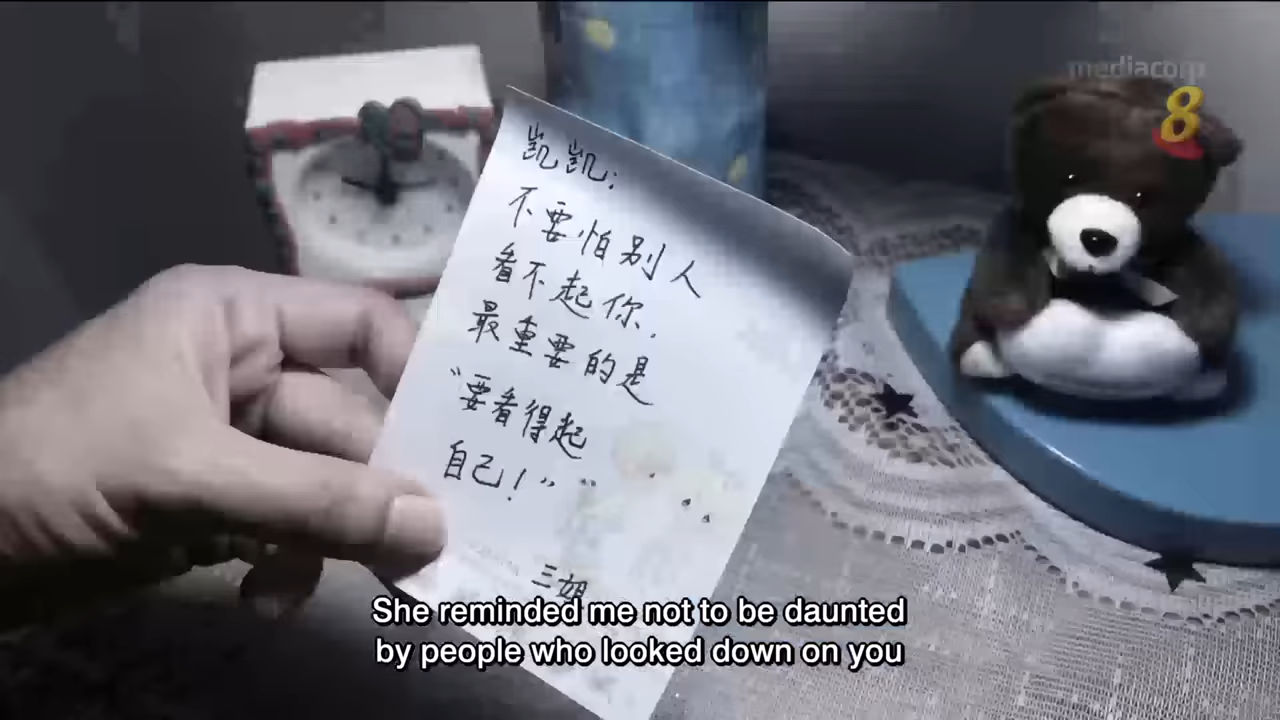 mediacorp
8
凯凯:
不要怕别人
看不起你.
最重要的是
"要看得起
自己!"
三姐
She reminded me not to be daunted
by people who looked down on you